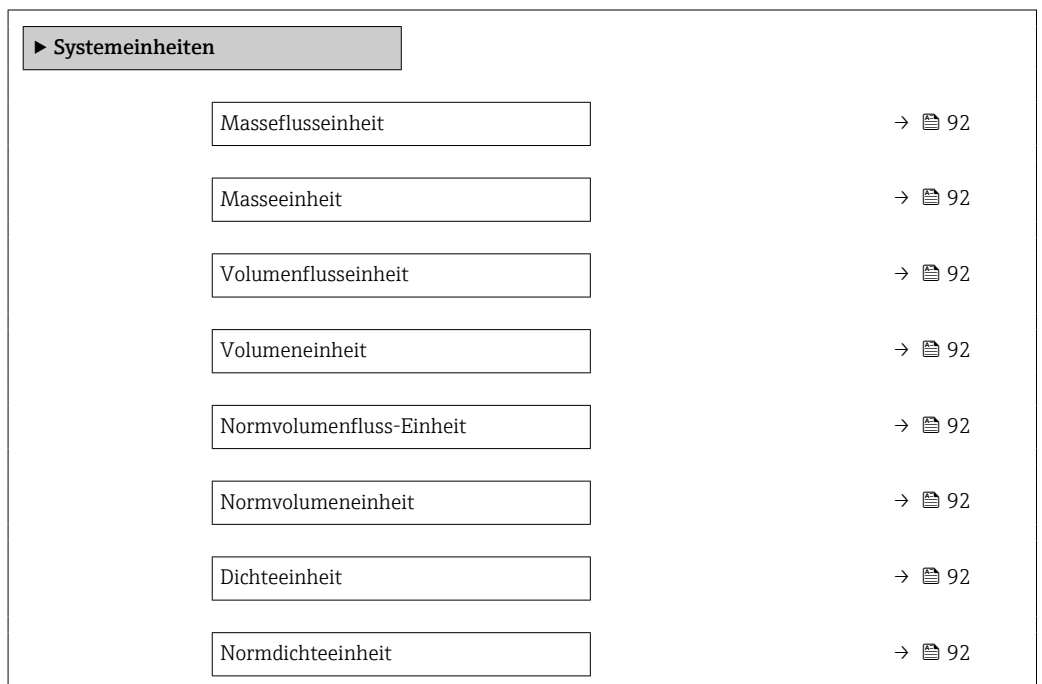 ▶ Systemeinheiten
Masseflusseinheit → 92
Masseeinheit → 92
Volumenflusseinheit → 92
Volumeneinheit → 92
Normvolumenfluss-Einheit → 92
Normvolumeneinheit → 92
Dichteeinheit → 92
Normdichteeinheit → 92